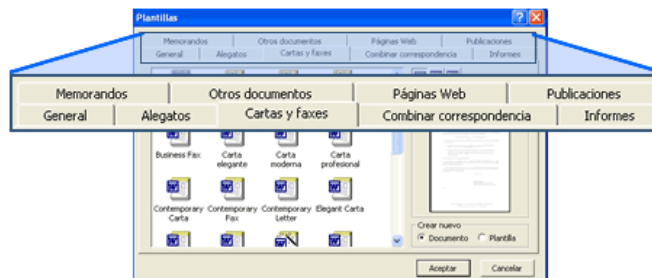 Plantillas
Memorandos Otros documentos Páginas Web Publicaciones
General Alegatos Cartas y faxes Combinar correspondencia Informes
Memorandos Otros documentos Páginas Web Publicaciones
General Alegatos Cartas y faxes Combinar correspondencia Informes
Business Fax Carta elegante Carta moderna Carta profesional
Contemporary Carta Contemporary Fax Contemporary Letter Elegant Carta
Crear nuevo
Documento Plantilla
Aceptar Cancelar